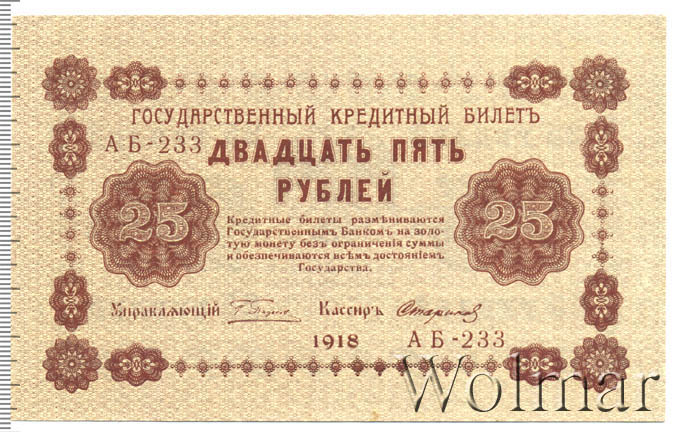 ГОСУДАРСТВЕННЫЙ КРЕДИТНЫЙ БИЛЕТЪ
АБ-233 ДВАДЦАТЬ ПЯТЬ
РУБЛЕЙ
25
25
Кредитные билеты размѣниваются
Государственнымъ Банкомъ на золо-
тую монету безъ ограниченія суммы
и обезпечиваются всѣмъ достояніемъ
Государства.
Управляющій
Кассиръ Стариковъ
1918 АБ-233
Wolmar